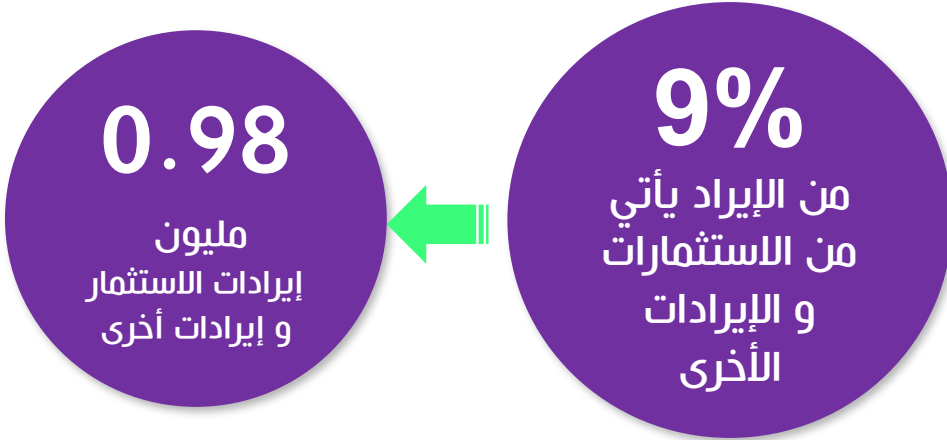 9%
من الإيراد يأتي
من الاستثمارات
و الإيرادات
الأخرى
0.98
مليون
إيرادات الاستثمار
و إيرادات أخرى